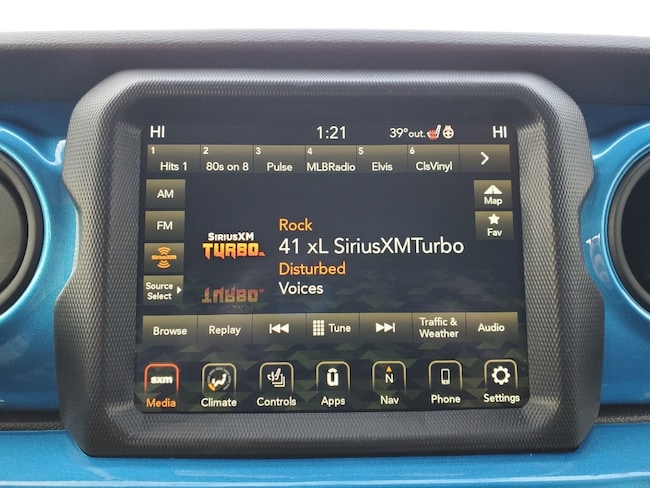 HI 1:21 39°out. HI
1 2 3 4 5 6
Hits 1 80s on 8 Pulse MLBRadio Elvis ClsVinyl
AM
FM
SIRIUSXM
Source
Select
Map
Fav
SIRIUSXM
TURBO XL
Rock
41 xL SiriusXMTurbo
Disturbed
Voices
Browse Replay Tune Traffic & Weather Audio
sxm
Media
Climate
Controls
Apps
N
Nav
Phone
Settings